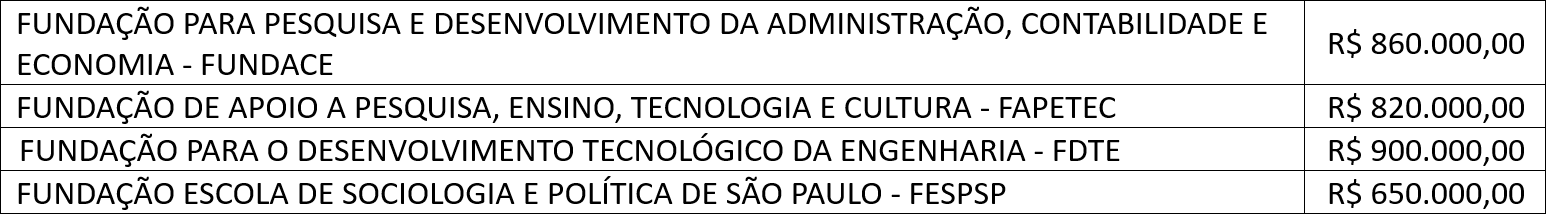 FUNDAÇÃO PARA PESQUISA E DESENVOLVIMENTO DA ADMINISTRAÇÃO, CONTABILIDADE E
ECONOMIA - FUNDACE
R$ 860.000,00
FUNDAÇÃO DE APOIO A PESQUISA, ENSINO, TECNOLOGIA E CULTURA - FAPETEC
R$ 820.000,00
FUNDAÇÃO PARA O DESENVOLVIMENTO TECNOLÓGICO DA ENGENHARIA - FDTE
R$ 900.000,00
FUNDAÇÃO ESCOLA DE SOCIOLOGIA E POLÍTICA DE SÃO PAULO - FESPSP
R$ 650.000,00